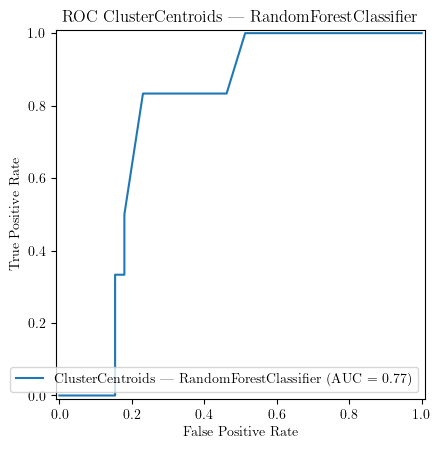 ROC ClusterCentroids — RandomForestClassifier
1.0
0.8
0.6
0.4
0.2
0.0
True Positive Rate
ClusterCentroids — RandomForestClassifier (AUC = 0.77)
0.0 0.2 0.4 0.6 0.8 1.0
False Positive Rate